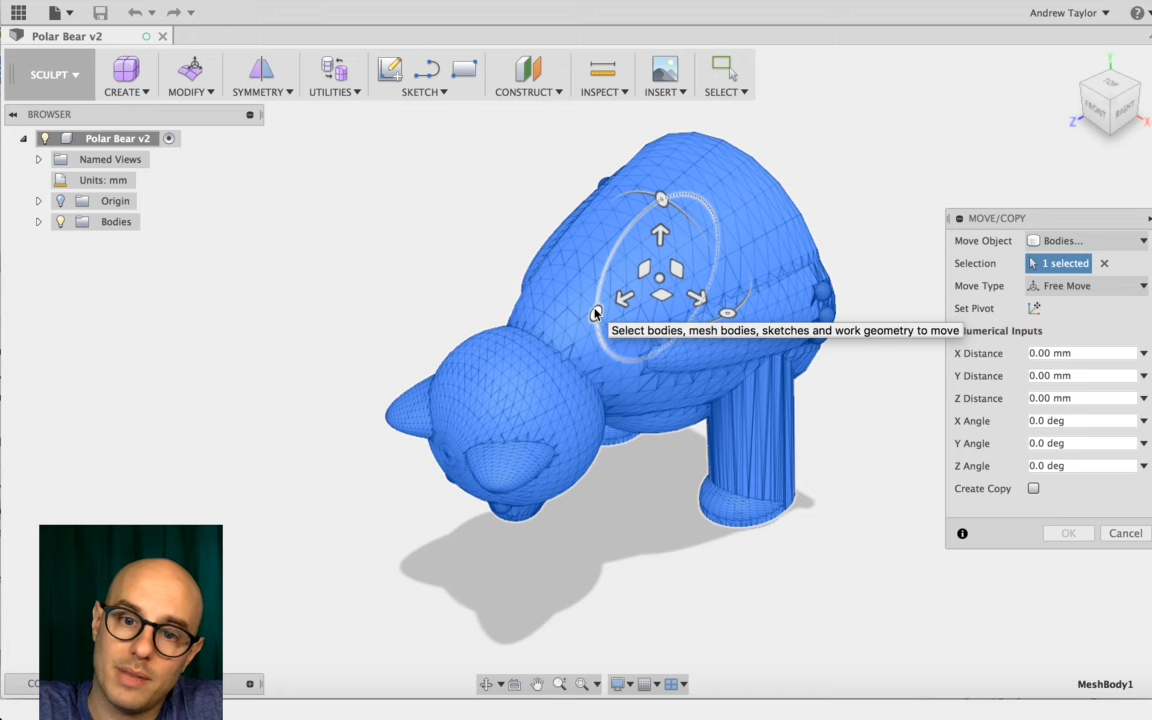 Andrew Taylor
Polar Bear v2
SCULPT
CREATE
MODIFY
SYMMETRY
UTILITIES
SKETCH
CONSTRUCT
INSPECT
INSERT
SELECT
TOP
FRONT
RIGHT
Y
Z
X
BROWSER
Polar Bear v2
Named Views
Units: mm
Origin
Bodies
MOVE/COPY
Move Object Bodies...
Selection 1 selected
Move Type Free Move
Set Pivot
Select bodies, mesh bodies, sketches and work geometry to move
Numerical Inputs
X Distance 0.00 mm
Y Distance 0.00 mm
Z Distance 0.00 mm
X Angle 0.0 deg
Y Angle 0.0 deg
Z Angle 0.0 deg
Create Copy
OK Cancel
MeshBody1